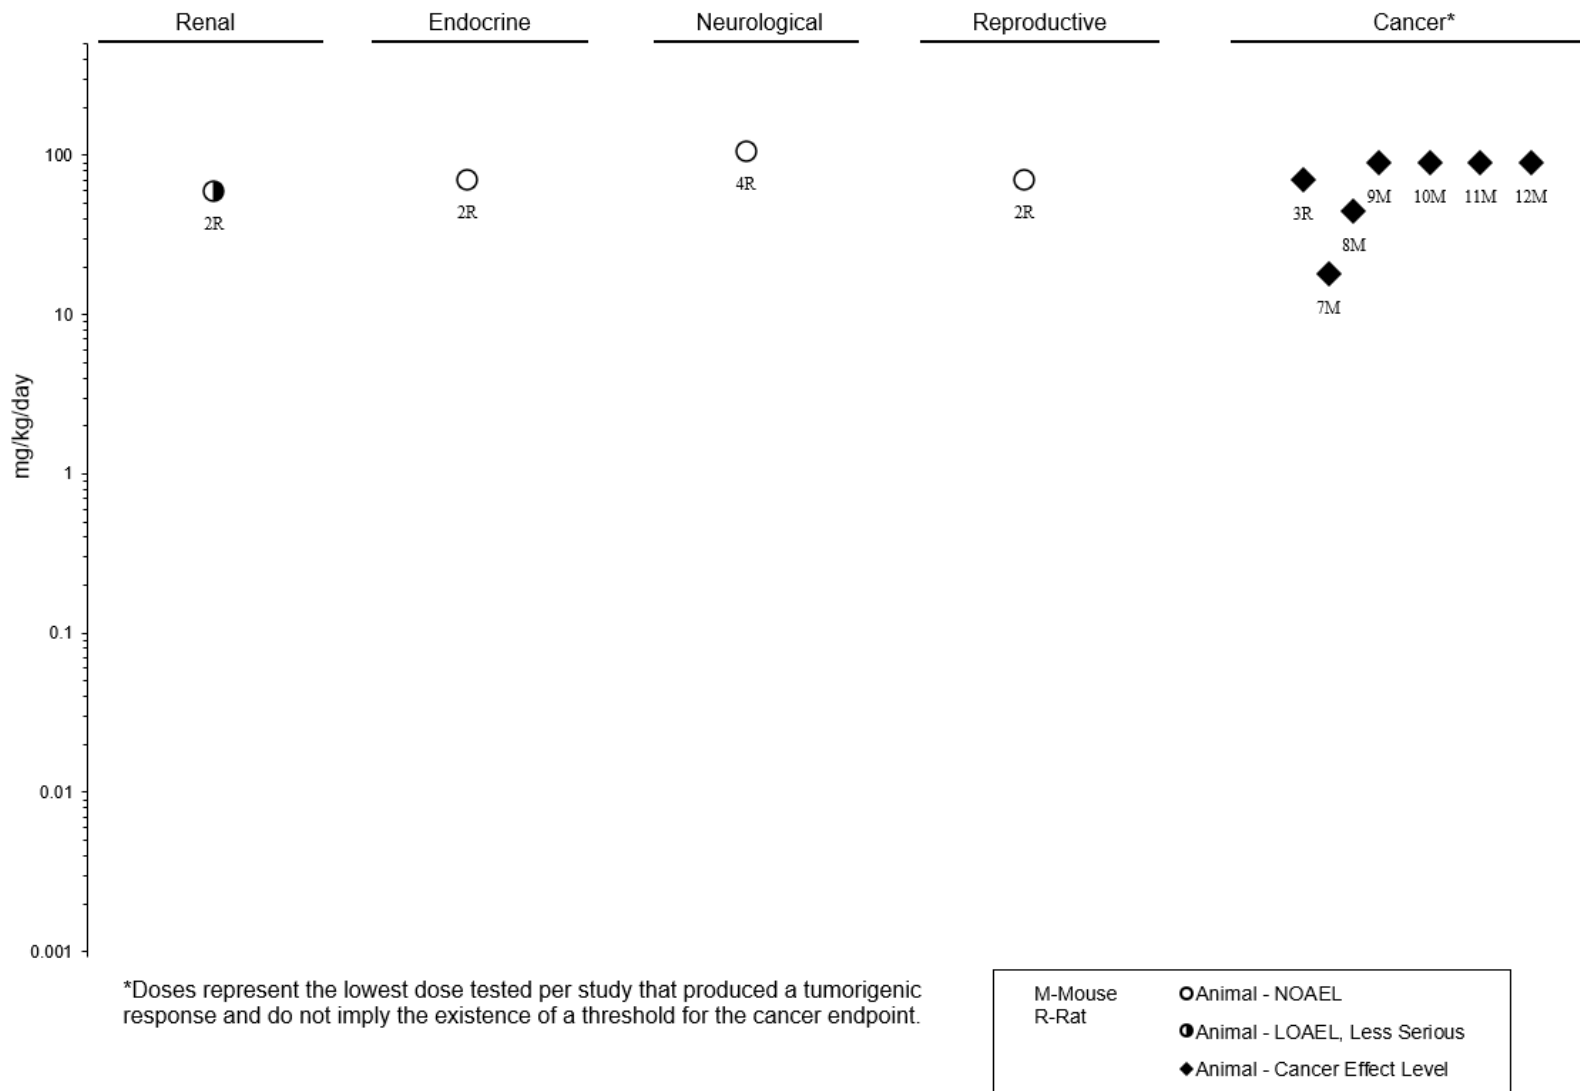 Renal
Endocrine
Neurological
Reproductive
Cancer*
mg/kg/day
100
10
1
0.1
0.01
0.001
2R
2R
4R
2R
3R
7M
8M
9M
10M
11M
12M
*Doses represent the lowest dose tested per study that produced a tumorigenic
response and do not imply the existence of a threshold for the cancer endpoint.
M-Mouse
R-Rat
Animal - NOAEL
Animal - LOAEL, Less Serious
Animal - Cancer Effect Level